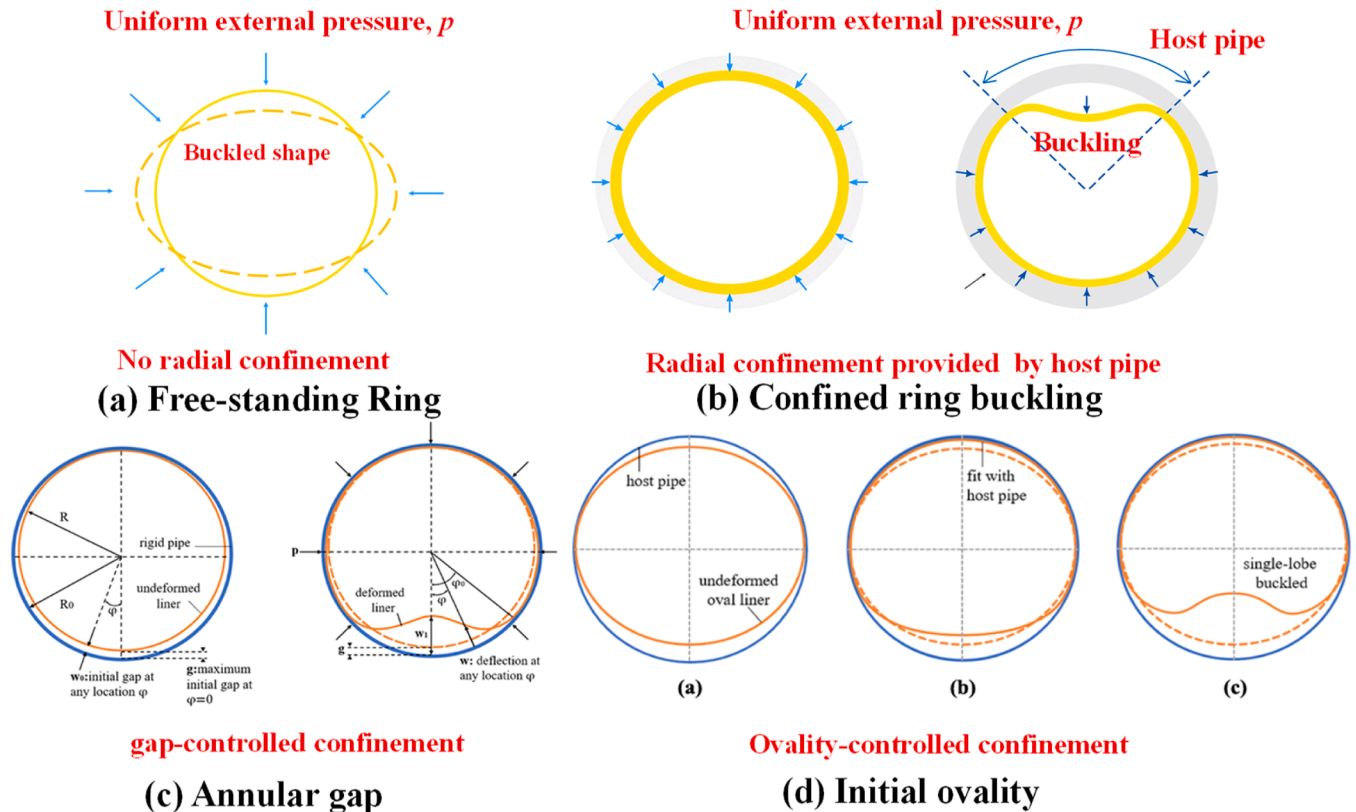 Uniform external pressure, p
Buckled shape
No radial confinement
(a) Free-standing Ring
Uniform external pressure, p
Host pipe
Buckling
Radial confinement provided by host pipe
(b) Confined ring buckling
R
R₀
φ
rigid pipe
undeformed
liner
w₀:initial gap at
any location φ
g:maximum
initial gap at
φ=0
p
φ₀
φ
deformed
liner
w₁
g
w: deflection at
any location φ
gap-controlled confinement
(c) Annular gap
host pipe
undeformed
oval liner
(a)
fit with
host pipe
(b)
single-lobe
buckled
(c)
Ovality-controlled confinement
(d) Initial ovality